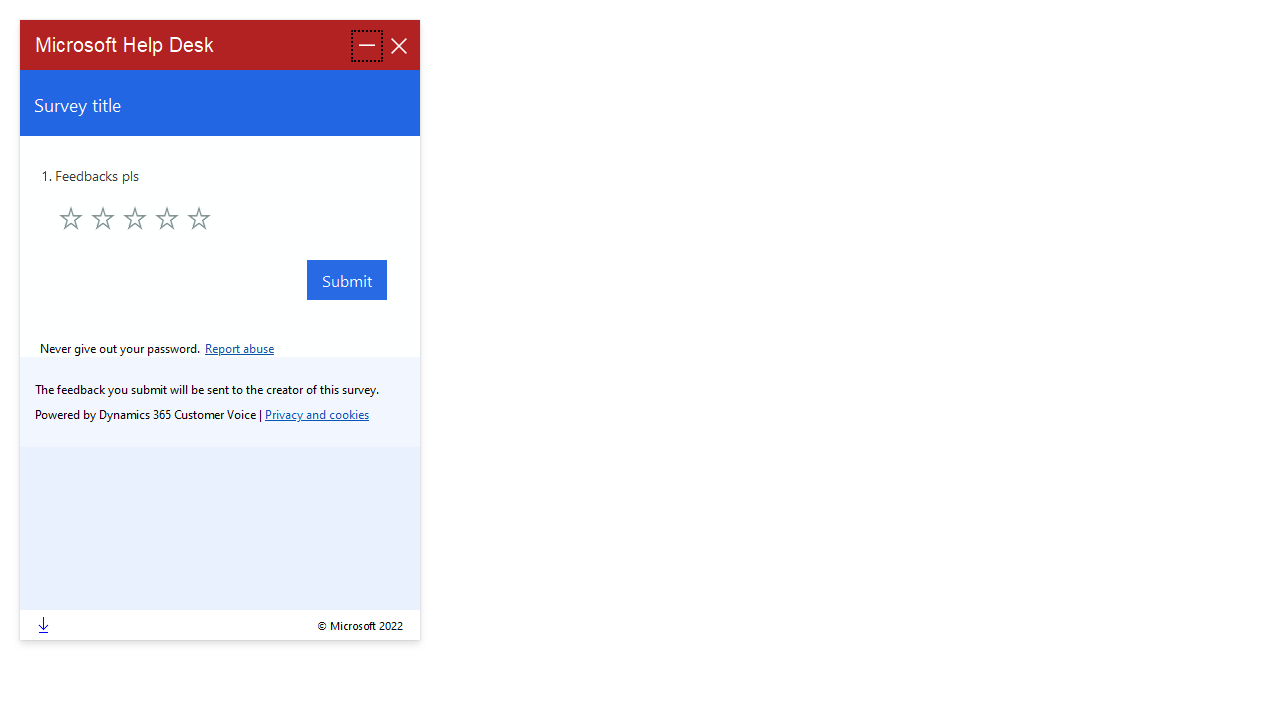 Microsoft Help Desk
Survey title
1. Feedbacks pls
Submit
Never give out your password. Report abuse
The feedback you submit will be sent to the creator of this survey.
Powered by Dynamics 365 Customer Voice | Privacy and cookies
© Microsoft 2022